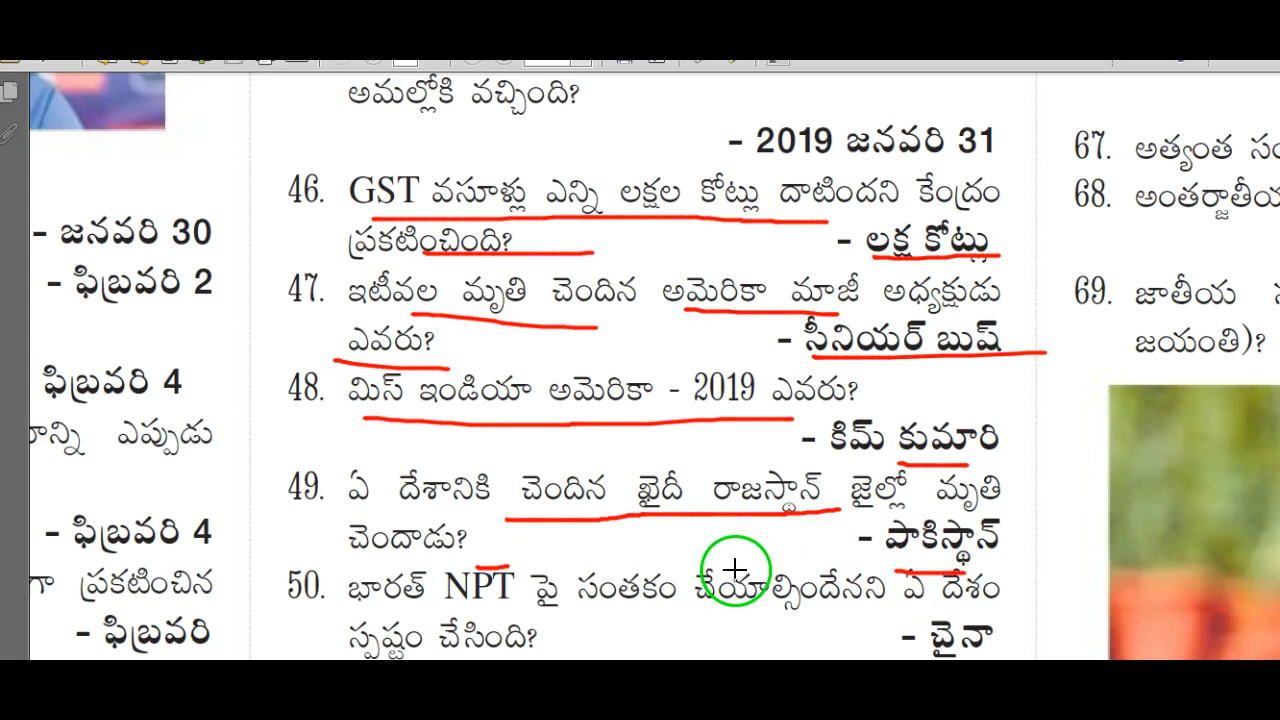 - జనవరి 30
- ఫిబ్రవరి 2
ఫిబ్రవరి 4
ఎప్పుడు
- ఫిబ్రవరి 4
ప్రకటించిన
- ఫిబ్రవరి
అమల్లోకి వచ్చింది?
- 2019 జనవరి 31
46. GST వసూళ్లు ఎన్ని లక్షల కోట్లు దాటిందని కేంద్రం
ప్రకటించింది? - లక్ష కోట్లు
47. ఇటీవల మృతి చెందిన అమెరికా మాజీ అధ్యక్షుడు
ఎవరు? - సీనియర్ బుష్
48. మిస్ ఇండియా అమెరికా - 2019 ఎవరు?
- కిమ్ కుమారి
49. ఏ దేశానికి చెందిన ఖైదీ రాజస్థాన్ జైల్లో మృతి
చెందాడు? - పాకిస్థాన్
50. భారత్ NPT పై సంతకం చేయాల్సిందేనని ఏ దేశం
స్పష్టం చేసింది? - చైనా
67. అత్యంత
68.
69. జాతీయ
జయంతి)?